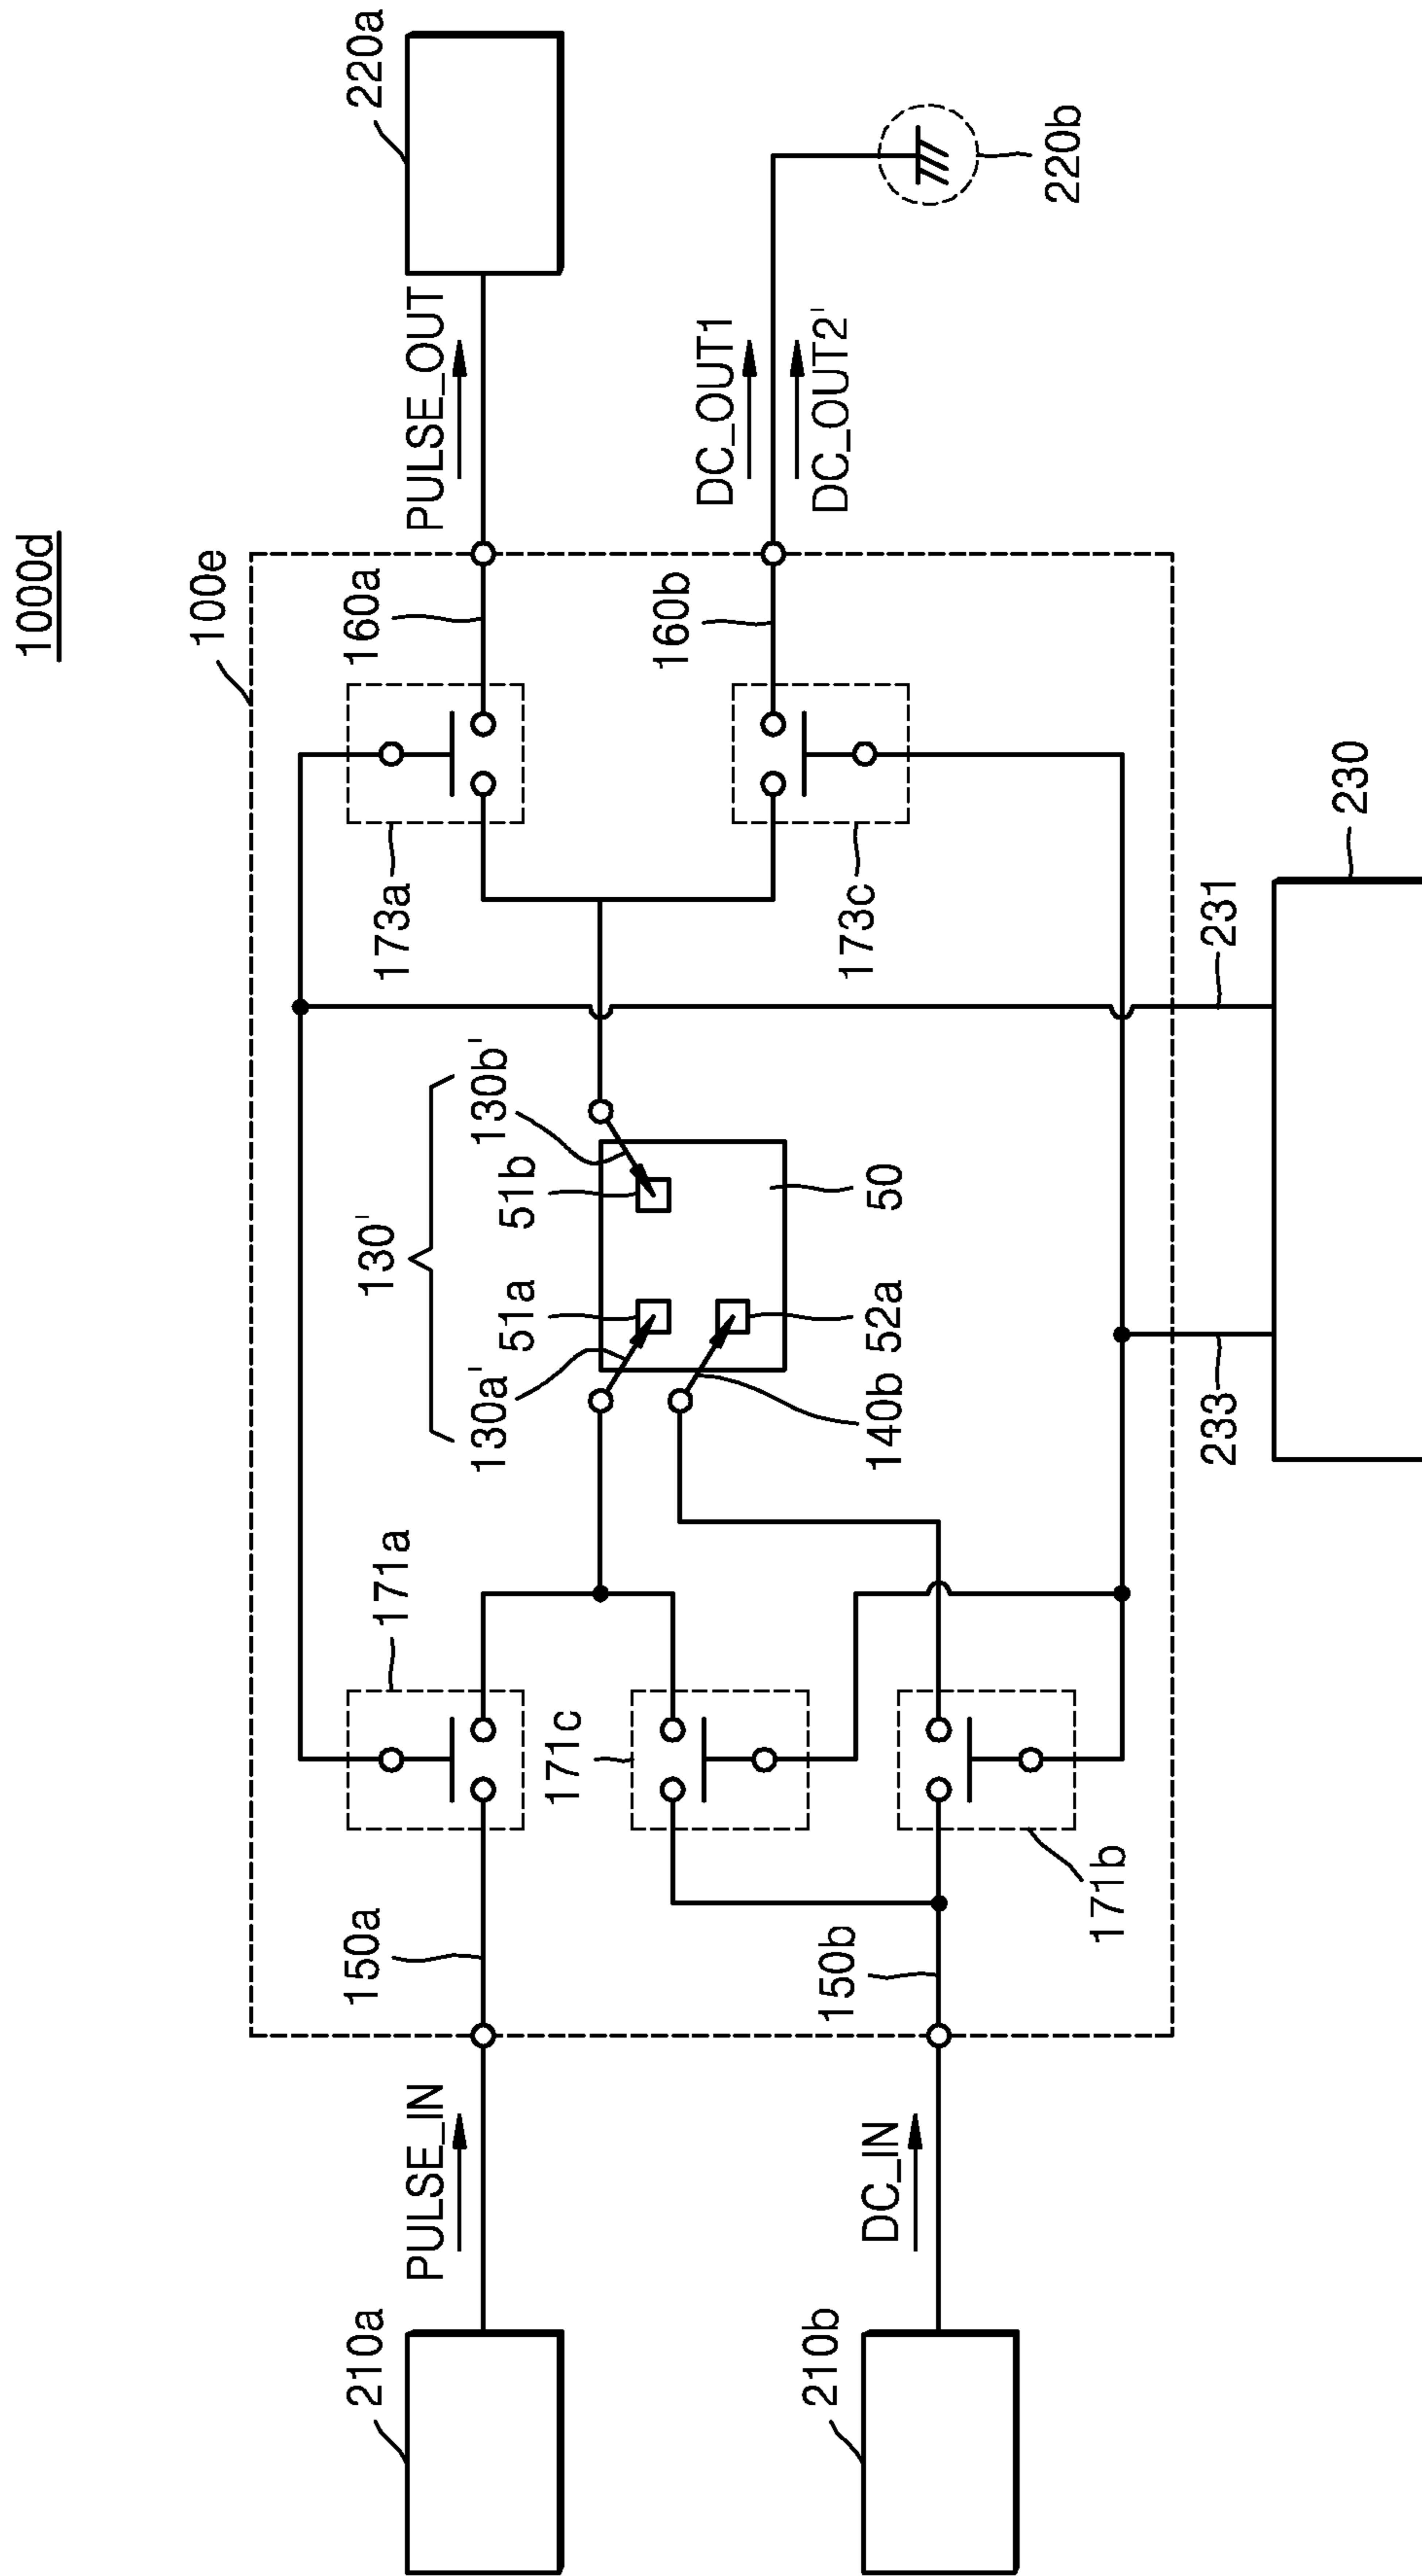 1000d
100e
210a
PULSE_IN
150a
171a
130'
130a'
130b'
51a
51b
173a
160a
PULSE_OUT
220a
171c
173c
160b
DC_OUT1
DC_OUT2'
220b
210b
DC_IN
150b
171b
140b
52a
50
233
231
230